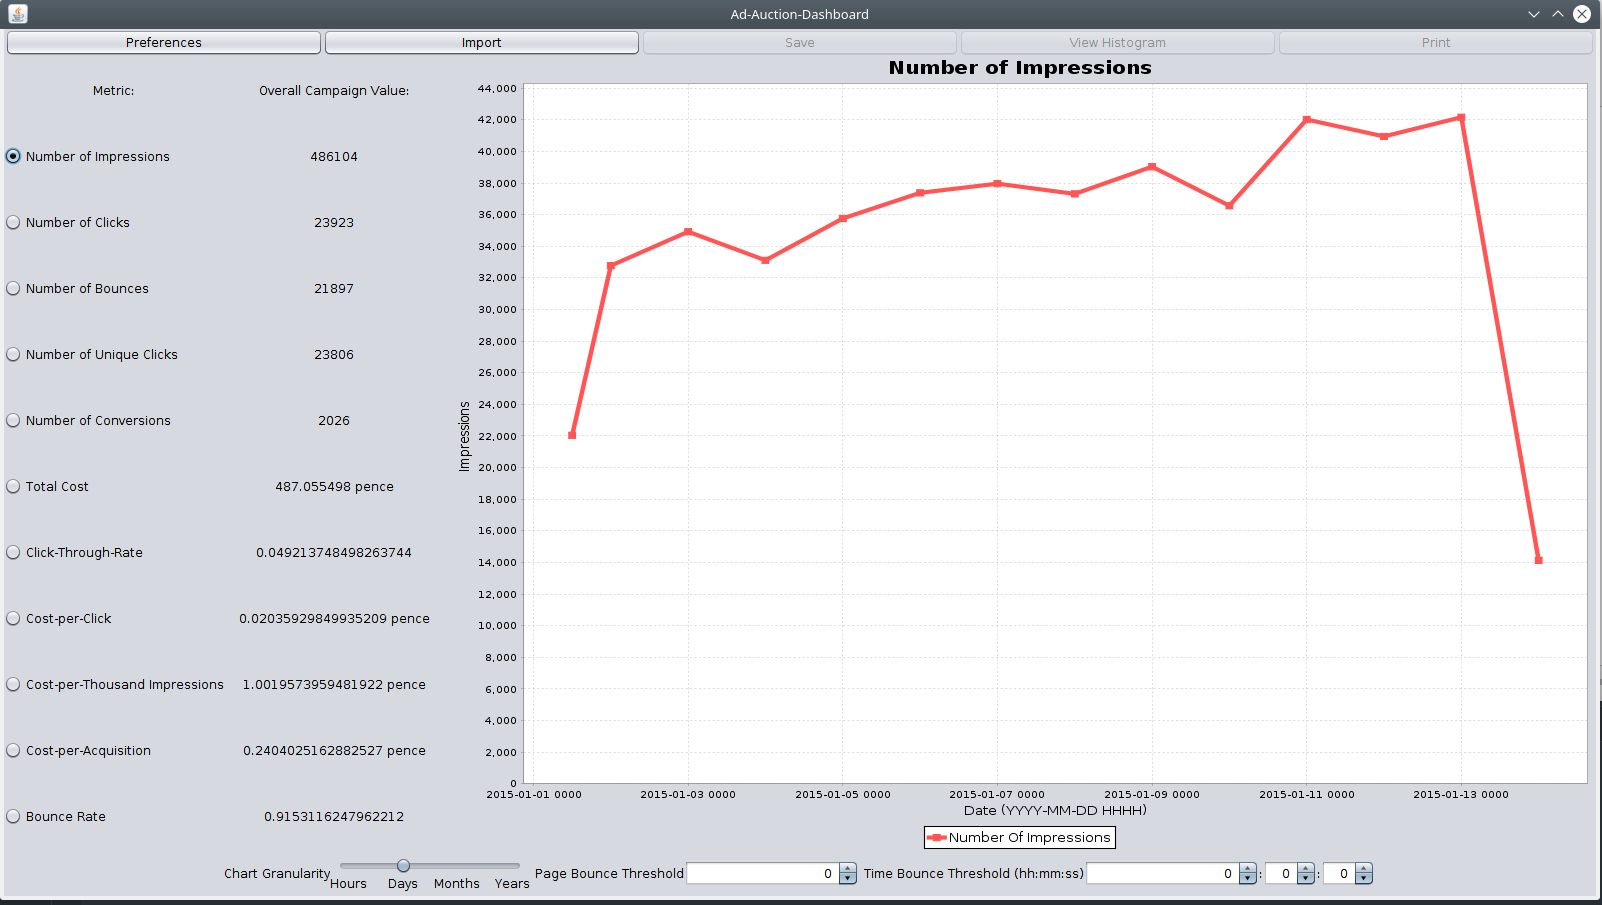 Ad-Auction-Dashboard
Preferences
Import
Save
View Histogram
Print
Metric:
Overall Campaign Value:
Number of Impressions
486104
Number of Clicks
23923
Number of Bounces
21897
Number of Unique Clicks
23806
Number of Conversions
2026
Total Cost
487.055498 pence
Click-Through-Rate
0.049213748498263744
Cost-per-Click
0.02035929849935209 pence
Cost-per-Thousand Impressions
1.0019573959481922 pence
Cost-per-Acquisition
0.2404025162882527 pence
Bounce Rate
0.9153116247962212
Number of Impressions
44,000
42,000
40,000
38,000
36,000
34,000
32,000
30,000
28,000
26,000
24,000
22,000
20,000
18,000
16,000
14,000
12,000
10,000
8,000
6,000
4,000
2,000
0
Impressions
2015-01-01 0000
2015-01-03 0000
2015-01-05 0000
2015-01-07 0000
2015-01-09 0000
2015-01-11 0000
2015-01-13 0000
Date (YYYY-MM-DD HHHH)
Number Of Impressions
Chart Granularity
Hours
Days
Months
Years
Page Bounce Threshold
0
Time Bounce Threshold (hh:mm:ss)
0
:
0
:
0